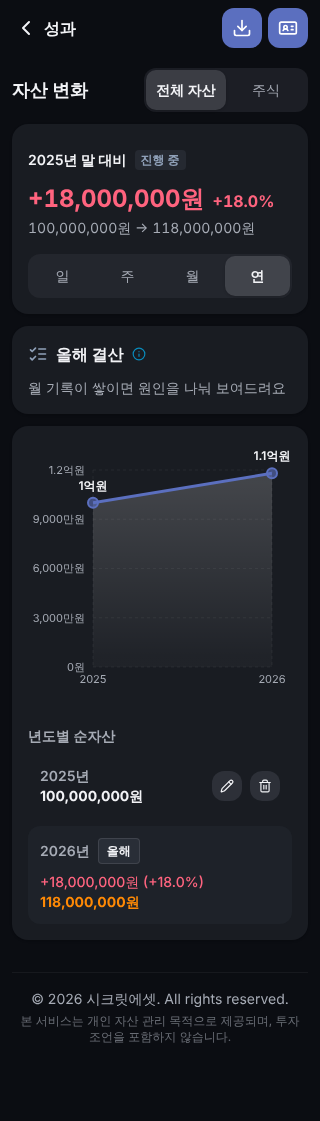 성과
자산 변화
전체 자산
주식
2025년 말 대비 진행 중
+18,000,000원 +18.0%
100,000,000원 → 118,000,000원
일 주 월 연
올해 결산
월 기록이 쌓이면 원인을 나눠 보여드려요
1.1억원
1.2억원
1억원
9,000만원
6,000만원
3,000만원
0원
2025 2026
년도별 순자산
2025년
100,000,000원
2026년 올해
+18,000,000원 (+18.0%)
118,000,000원
© 2026 시크릿에셋. All rights reserved.
본 서비스는 개인 자산 관리 목적으로 제공되며, 투자
조언을 포함하지 않습니다.